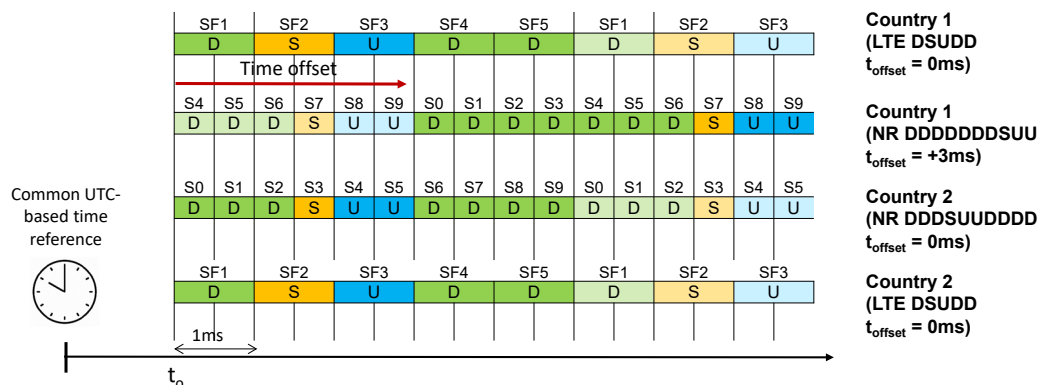 SF1 SF2 SF3 SF4 SF5 SF1 SF2 SF3
D S U D D D S U
Country 1
(LTE DSUDD
toffset = 0ms)
Time offset
S4 S5 S6 S7 S8 S9 S0 S1 S2 S3 S4 S5 S6 S7 S8 S9
D D D S U U D D D D D D D S U U
Country 1
(NR DDDDDDDSUU
toffset = +3ms)
Common UTC-
based time
reference
S0 S1 S2 S3 S4 S5 S6 S7 S8 S9 S0 S1 S2 S3 S4 S5
D D D S U U D D D D D D D S U U
Country 2
(NR DDDSUUDDDD
toffset = 0ms)
SF1 SF2 SF3 SF4 SF5 SF1 SF2 SF3
D S U D D D S U
Country 2
(LTE DSUDD
toffset = 0ms)
1ms
to